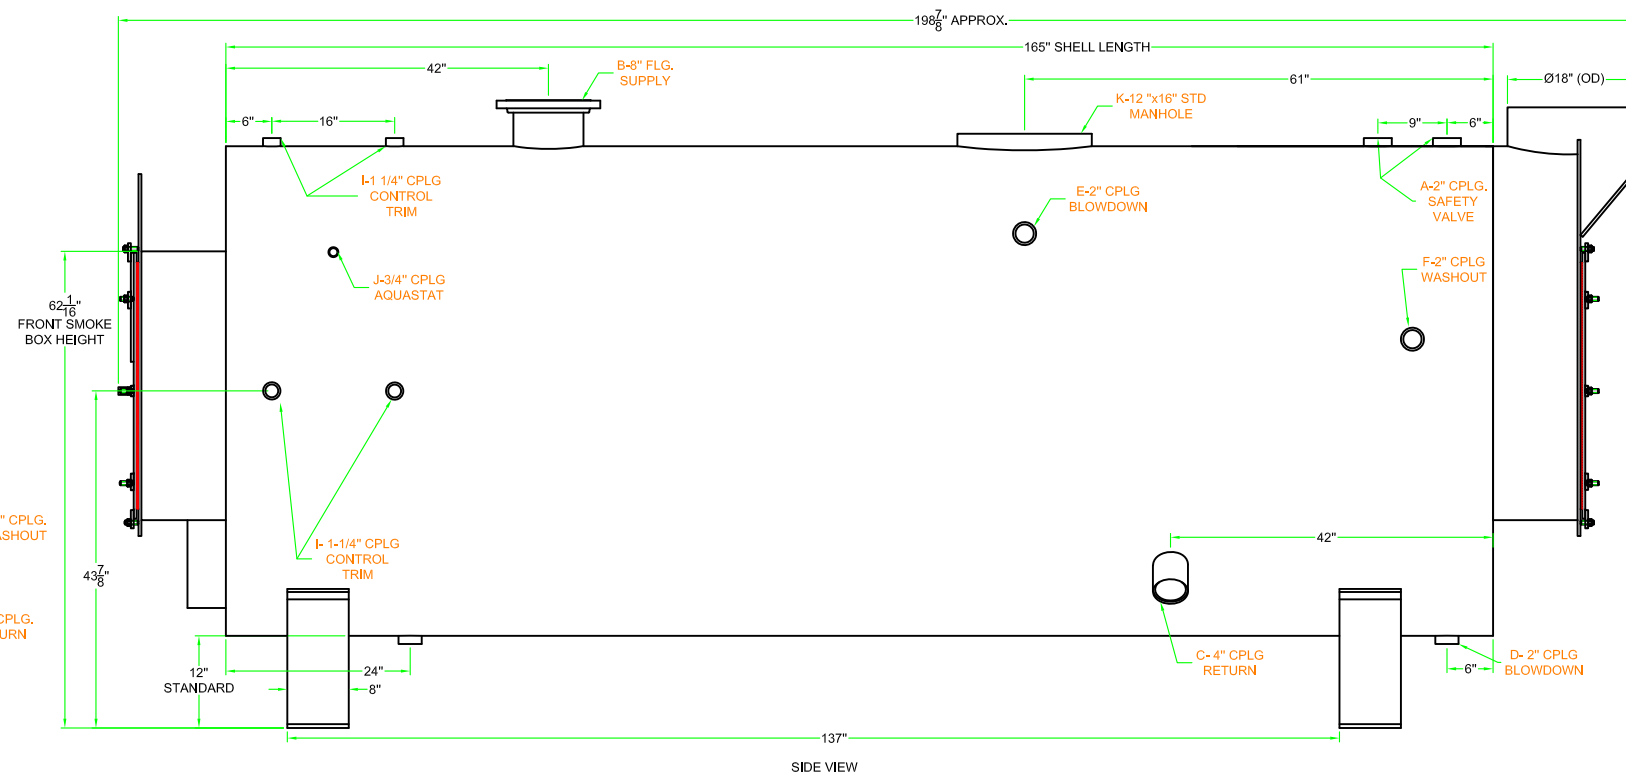 198 7/8" APPROX.
165" SHELL LENGTH
42"
B-8" FLG.
SUPPLY
61"
Ø18" (OD)
K-12 "x16" STD
MANHOLE
6"
16"
9"
6"
I-1 1/4" CPLG
CONTROL
TRIM
E-2" CPLG
BLOWDOWN
A-2" CPLG.
SAFETY
VALVE
J-3/4" CPLG
AQUASTAT
F-2" CPLG
WASHOUT
62 1/16"
FRONT SMOKE
BOX HEIGHT
" CPLG.
ASHOUT
I- 1-1/4" CPLG
CONTROL
TRIM
42"
43 7/8"
CPLG.
URN
12"
STANDARD
24"
8"
C- 4" CPLG
RETURN
6"
D- 2" CPLG
BLOWDOWN
137"
SIDE VIEW